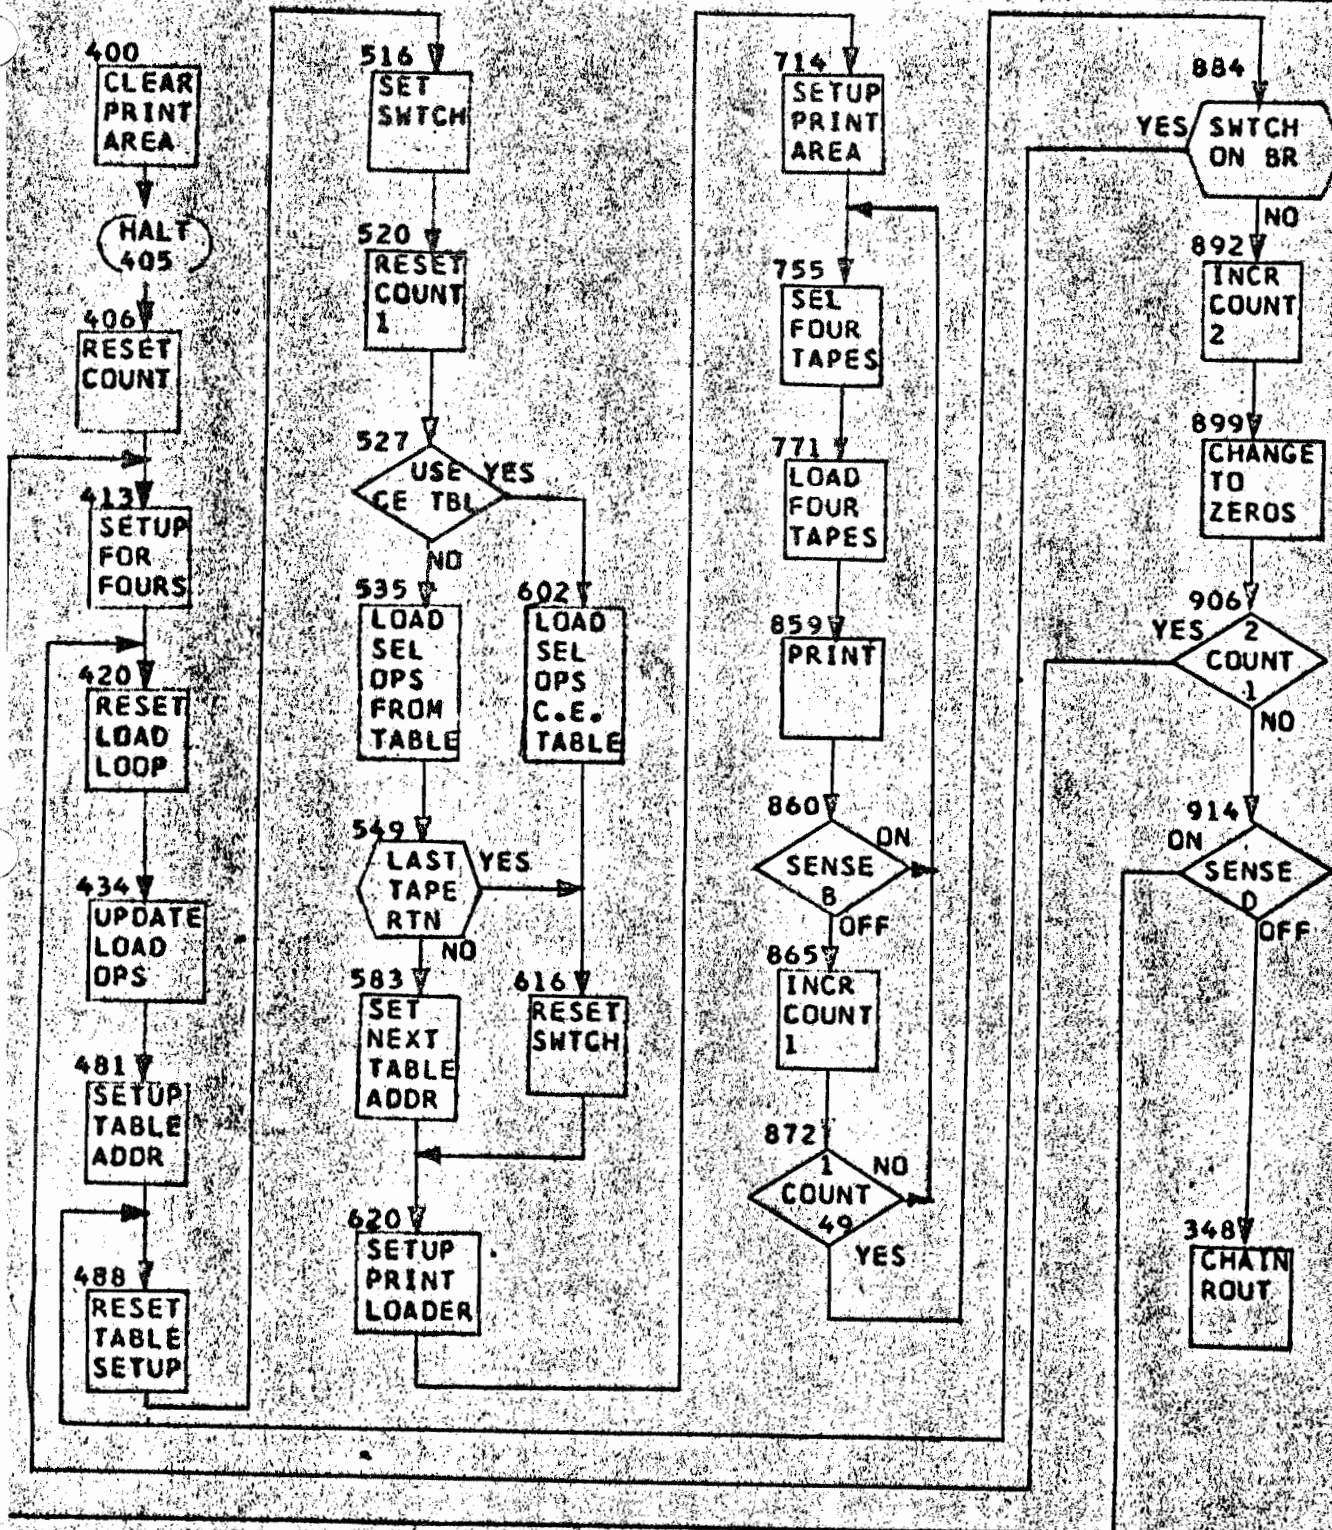 400
CLEAR
PRINT
AREA
HALT
405
406
RESET
COUNT
413
SETUP
FOR
FOURS
420
RESET
LOAD
LOOP
434
UPDATE
LOAD
OPS
481
SETUP
TABLE
ADDR
488
RESET
TABLE
SETUP
516
SET
SWTCH
520
RESET
COUNT
1
527
USE
CE TBL
YES
NO
535
LOAD
SEL
OPS
FROM
TABLE
602
LOAD
SEL
OPS
C.E.
TABLE
549
LAST
TAPE
RTN
YES
NO
583
SET
NEXT
TABLE
ADDR
616
RESET
SWTCH
620
SETUP
PRINT
LOADER
714
SETUP
PRINT
AREA
755
SEL
FOUR
TAPES
771
LOAD
FOUR
TAPES
859
PRINT
860
SENSE
B
ON
OFF
865
INCR
COUNT
1
872
1
COUNT
49
NO
YES
884
YES
SWTCH
ON BR
NO
892
INCR
COUNT
2
899
CHANGE
TO
ZEROS
906
YES
2
COUNT
1
NO
914
ON
SENSE
D
OFF
348
CHAIN
ROUT